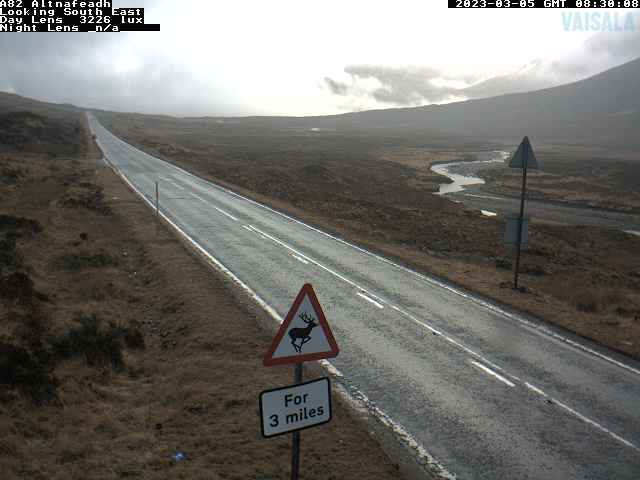 A82 Altnafeadh
Looking South East
Day Lens 3226 lux
Night Lens n/a
2023-03-05 GMT 08:30:08
VAISALA
For
3 miles